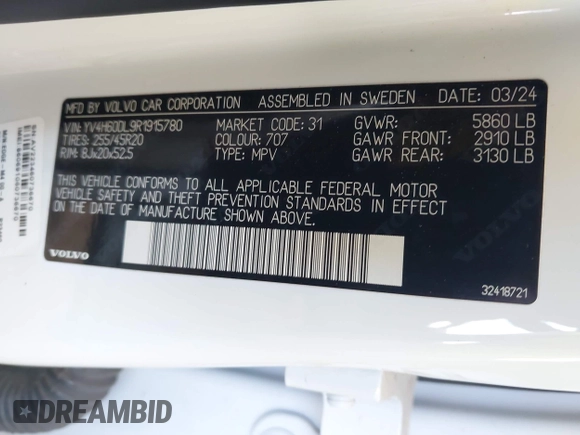 MFD BY VOLVO CAR CORPORATION ASSEMBLED IN SWEDEN DATE: 03/24
VIN: YV4H60DL9R1915780 MARKET CODE: 31 GVWR: 5860 LB
TIRES: 255/45R20 COLOUR: 707 GAWR FRONT: 2910 LB
RIM: 8Jx20x52.5 TYPE: MPV GAWR REAR: 3130 LB
THIS VEHICLE CONFORMS TO ALL APPLICABLE FEDERAL MOTOR
VEHICLE SAFETY AND THEFT PREVENTION STANDARDS IN EFFECT ON THE
DATE OF MANUFACTURE SHOWN ABOVE.
VOLVO
32418721
DREAMBID